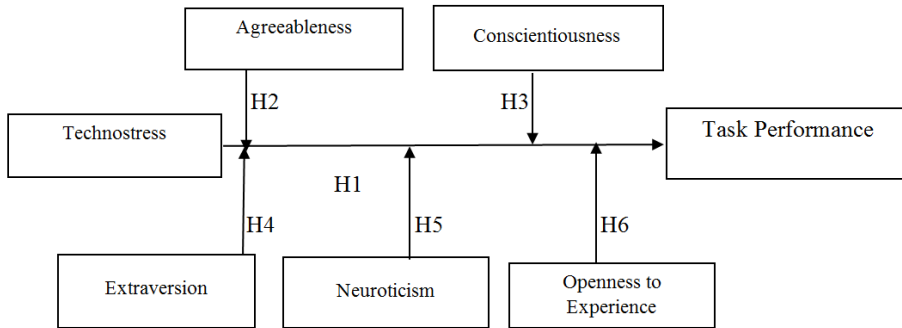 Agreeableness
Conscientiousness
H2
H3
Technostress
Task Performance
H1
H4
H5
H6
Extraversion
Neuroticism
Openness to
Experience